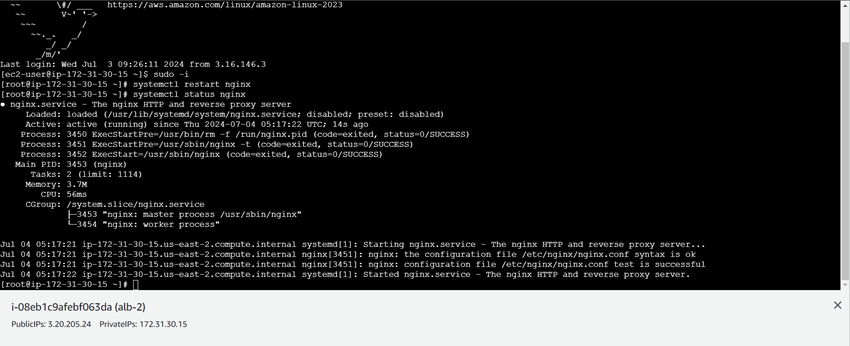 ~~ \#/ ___ https://aws.amazon.com/linux/amazon-linux-2023
~~ V~' '->
~~~ /
~~._. _/
_/ _/
_/m/'
Last login: Wed Jul 3 09:26:11 2024 from 3.16.146.3
[ec2-user@ip-172-31-30-15 ~]$ sudo -i
[root@ip-172-31-30-15 ~]# systemctl restart nginx
[root@ip-172-31-30-15 ~]# systemctl status nginx
● nginx.service - The nginx HTTP and reverse proxy server
Loaded: loaded (/usr/lib/systemd/system/nginx.service; disabled; preset: disabled)
Active: active (running) since Thu 2024-07-04 05:17:22 UTC; 14s ago
Process: 3450 ExecStartPre=/usr/bin/rm -f /run/nginx.pid (code=exited, status=0/SUCCESS)
Process: 3451 ExecStartPre=/usr/sbin/nginx -t (code=exited, status=0/SUCCESS)
Process: 3452 ExecStart=/usr/sbin/nginx (code=exited, status=0/SUCCESS)
Main PID: 3453 (nginx)
Tasks: 2 (limit: 1114)
Memory: 3.7M
CPU: 56ms
CGroup: /system.slice/nginx.service
├─3453 "nginx: master process /usr/sbin/nginx"
└─3454 "nginx: worker process"
Jul 04 05:17:21 ip-172-31-30-15.us-east-2.compute.internal systemd[1]: Starting nginx.service - The nginx HTTP and reverse proxy server...
Jul 04 05:17:21 ip-172-31-30-15.us-east-2.compute.internal nginx[3451]: nginx: the configuration file /etc/nginx/nginx.conf syntax is ok
Jul 04 05:17:21 ip-172-31-30-15.us-east-2.compute.internal nginx[3451]: nginx: configuration file /etc/nginx/nginx.conf test is successful
Jul 04 05:17:22 ip-172-31-30-15.us-east-2.compute.internal systemd[1]: Started nginx.service - The nginx HTTP and reverse proxy server.
[root@ip-172-31-30-15 ~]#
i-08eb1c9afebf063da (alb-2)
PublicIPs: 3.20.205.24 PrivateIPs: 172.31.30.15